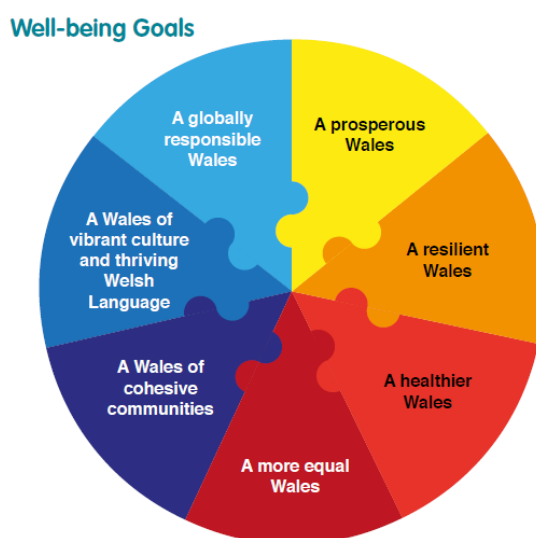 Well-being Goals
A globally
responsible
Wales
A prosperous
Wales
A Wales of
vibrant culture
and thriving
Welsh
Language
A resilient
Wales
A Wales of
cohesive
communities
A healthier
Wales
A more equal
Wales